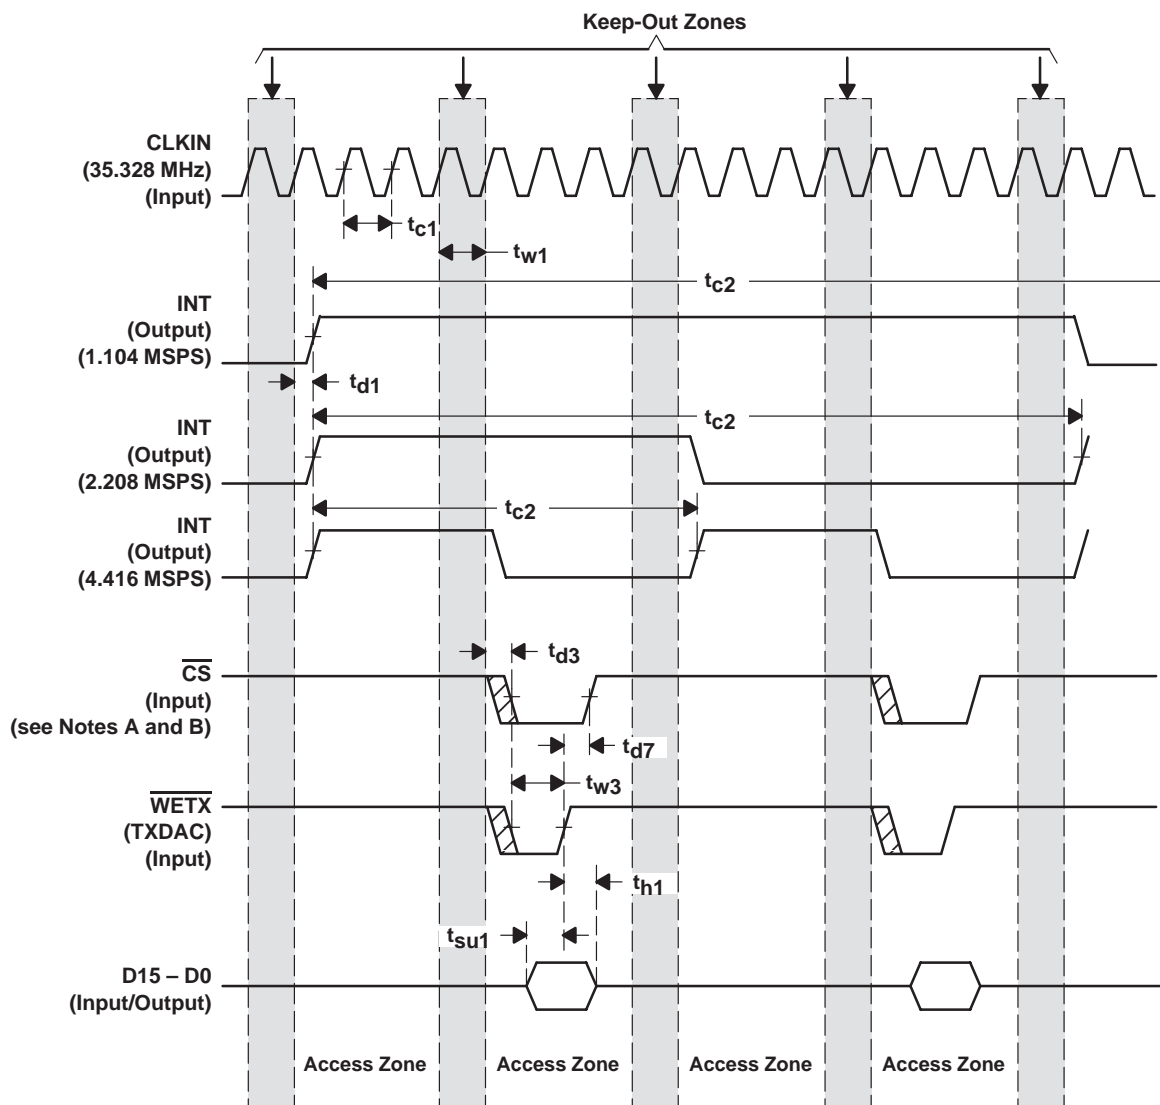 Keep-Out Zones
CLKIN
(35.328 MHz)
(Input)
tc1
tw1
tc2
INT
(Output)
(1.104 MSPS)
td1
tc2
INT
(Output)
(2.208 MSPS)
tc2
INT
(Output)
(4.416 MSPS)
td3
CS
(Input)
(see Notes A and B)
td7
tw3
WETX
(TXDAC)
(Input)
th1
tsu1
D15 – D0
(Input/Output)
Access Zone
Access Zone
Access Zone
Access Zone